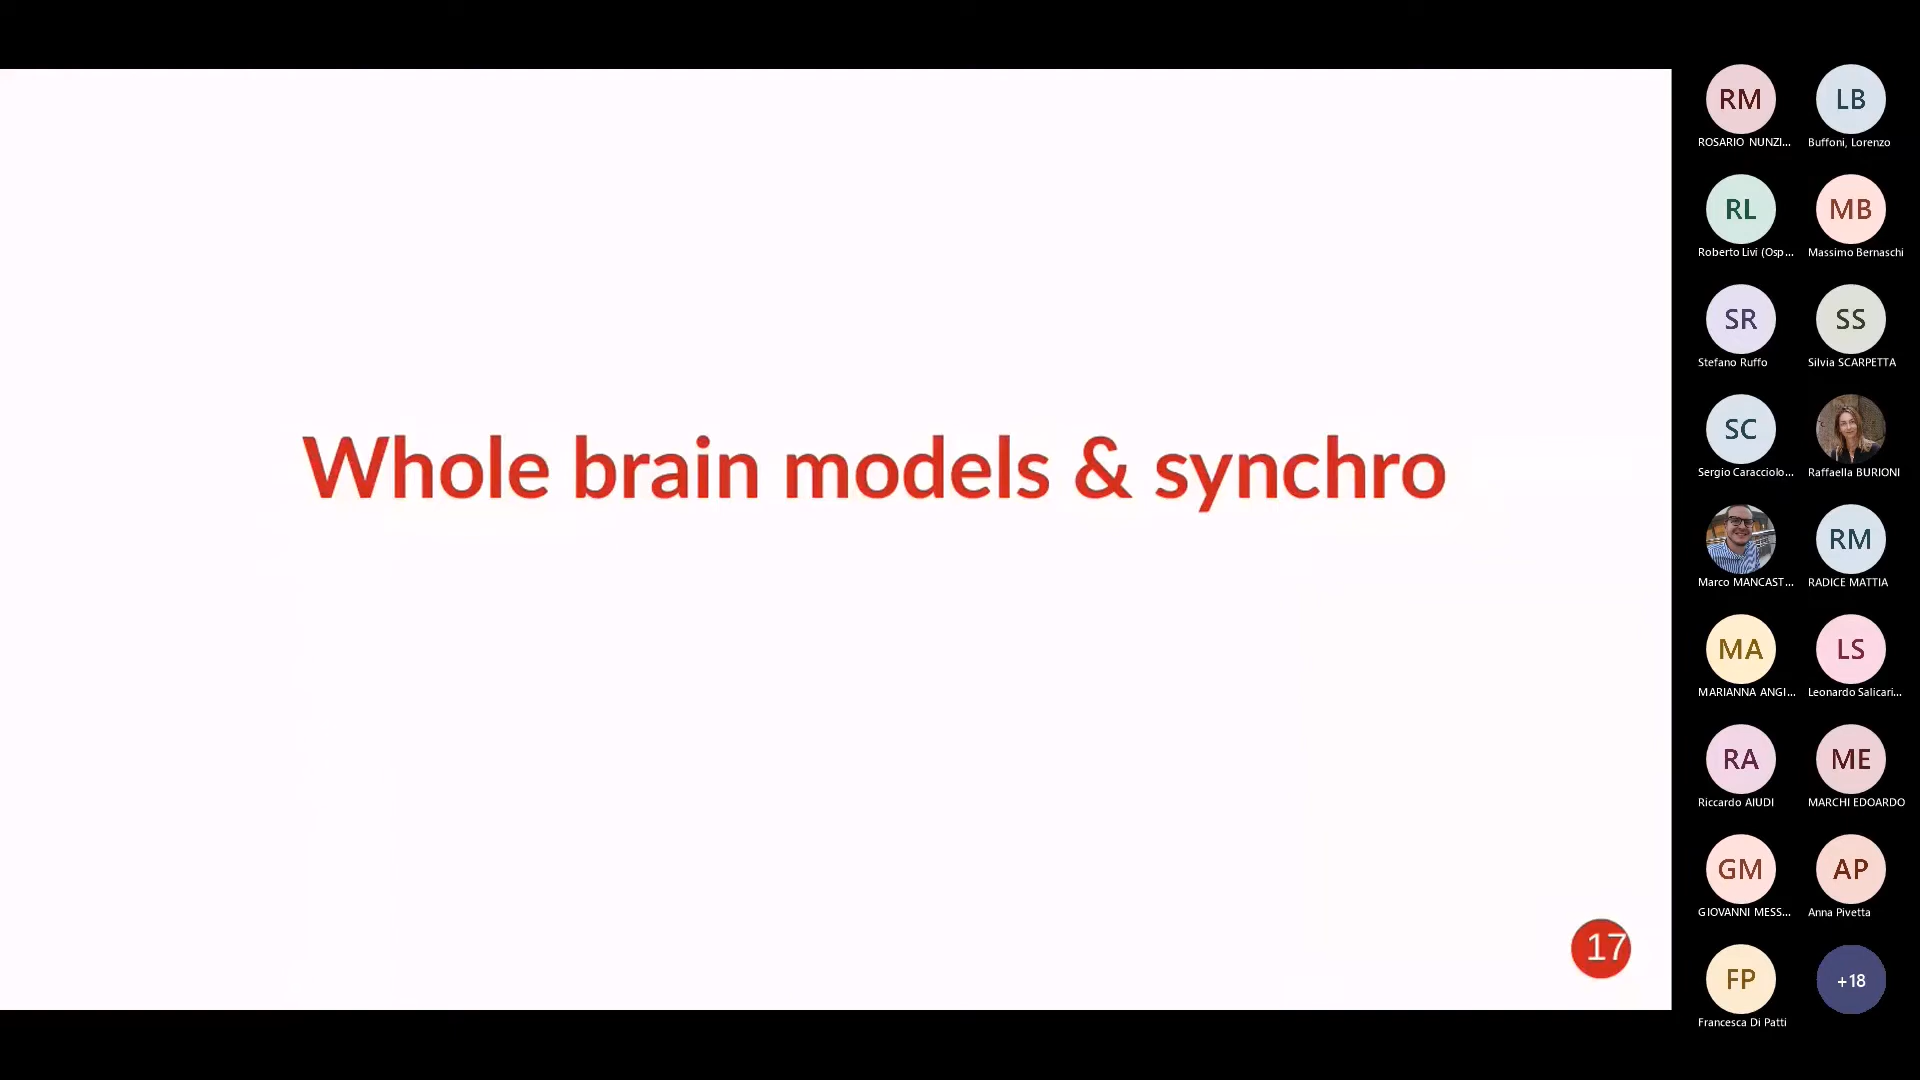 Whole brain models & synchro
17
RM
LB
ROSARIO NUNZI...
Buffoni, Lorenzo
RL
MB
Roberto Livi (Osp...
Massimo Bernaschi
SR
SS
Stefano Ruffo
Silvia SCARPETTA
SC
Sergio Caracciolo...
Raffaella BURIONI
RM
Marco MANCAST...
RADICE MATTIA
MA
LS
MARIANNA ANGI...
Leonardo Salicari...
RA
ME
Riccardo AIUDI
MARCHI EDOARDO
GM
AP
GIOVANNI MESS...
Anna Pivetta
FP
+18
Francesca Di Patti